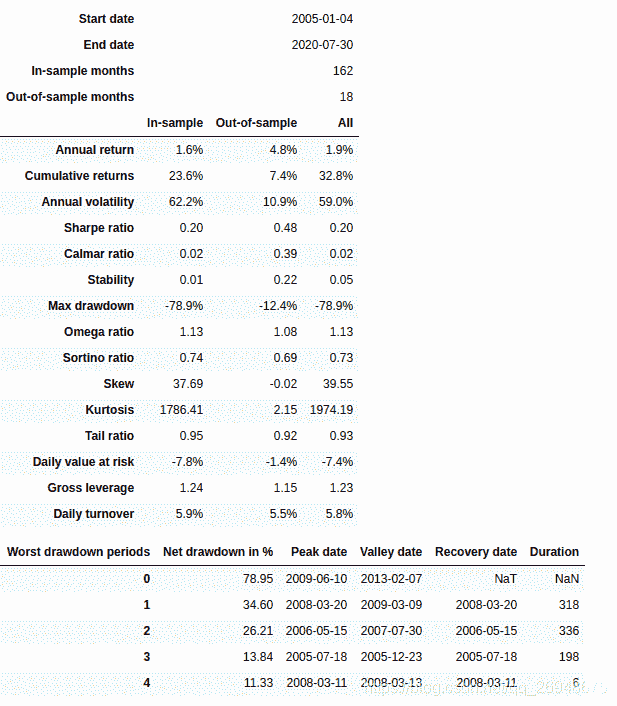 Start date 2005-01-04
End date 2020-07-30
In-sample months 162
Out-of-sample months 18
In-sample Out-of-sample All
Annual return 1.6% 4.8% 1.9%
Cumulative returns 23.6% 7.4% 32.8%
Annual volatility 62.2% 10.9% 59.0%
Sharpe ratio 0.20 0.48 0.20
Calmar ratio 0.02 0.39 0.02
Stability 0.01 0.22 0.05
Max drawdown -78.9% -12.4% -78.9%
Omega ratio 1.13 1.08 1.13
Sortino ratio 0.74 0.69 0.73
Skew 37.69 -0.02 39.55
Kurtosis 1786.41 2.15 1974.19
Tail ratio 0.95 0.92 0.93
Daily value at risk -7.8% -1.4% -7.4%
Gross leverage 1.24 1.15 1.23
Daily turnover 5.9% 5.5% 5.8%
Worst drawdown periods Net drawdown in % Peak date Valley date Recovery date Duration
0 78.95 2009-06-10 2013-02-07 NaT NaN
1 34.60 2008-03-20 2009-03-09 2008-03-20 318
2 26.21 2006-05-15 2007-07-30 2006-05-15 336
3 13.84 2005-07-18 2005-12-23 2005-07-18 198
4 11.33 2008-03-11 2008-03-13 2008-03-11 6